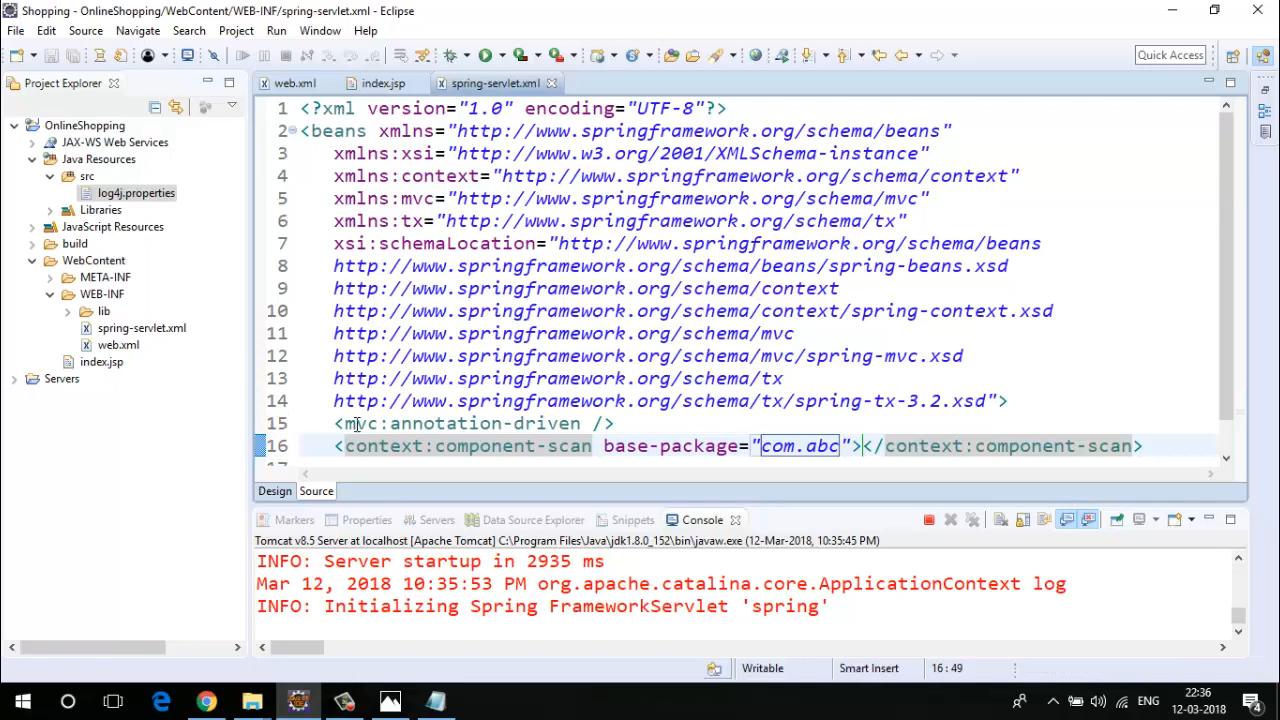 Shopping - OnlineShopping/WebContent/WEB-INF/spring-servlet.xml - Eclipse
File Edit Source Navigate Search Project Run Window Help
Quick Access
Project Explorer
OnlineShopping
JAX-WS Web Services
Java Resources
src
log4j.properties
Libraries
JavaScript Resources
build
WebContent
META-INF
WEB-INF
lib
spring-servlet.xml
web.xml
index.jsp
Servers
web.xml index.jsp spring-servlet.xml
1 <?xml version="1.0" encoding="UTF-8"?>
2 <beans xmlns="http://www.springframework.org/schema/beans"
3 xmlns:xsi="http://www.w3.org/2001/XMLSchema-instance"
4 xmlns:context="http://www.springframework.org/schema/context"
5 xmlns:mvc="http://www.springframework.org/schema/mvc"
6 xmlns:tx="http://www.springframework.org/schema/tx"
7 xsi:schemaLocation="http://www.springframework.org/schema/beans
8 http://www.springframework.org/schema/beans/spring-beans.xsd
9 http://www.springframework.org/schema/context
10 http://www.springframework.org/schema/context/spring-context.xsd
11 http://www.springframework.org/schema/mvc
12 http://www.springframework.org/schema/mvc/spring-mvc.xsd
13 http://www.springframework.org/schema/tx
14 http://www.springframework.org/schema/tx/spring-tx-3.2.xsd">
15 <mvc:annotation-driven />
16 <context:component-scan base-package="com.abc"></context:component-scan>
17
Design Source
Markers Properties Servers Data Source Explorer Snippets Console
Tomcat v8.5 Server at localhost [Apache Tomcat] C:\Program Files\Java\jdk1.8.0_152\bin\javaw.exe (12-Mar-2018, 10:35:45 PM)
INFO: Server startup in 2935 ms
Mar 12, 2018 10:35:53 PM org.apache.catalina.core.ApplicationContext log
INFO: Initializing Spring FrameworkServlet 'spring'
Writable Smart Insert 16:49
ENG
22:36
12-03-2018
4